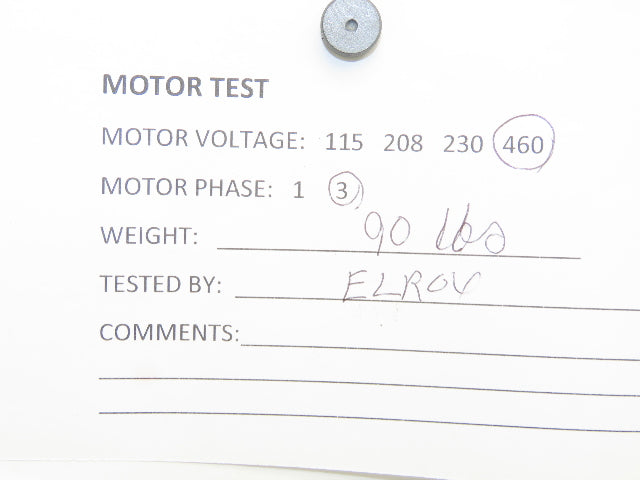 MOTOR TEST
MOTOR VOLTAGE: 115 208 230 460
MOTOR PHASE: 1 3
WEIGHT: 90 lbs
TESTED BY: ELROY
COMMENTS: